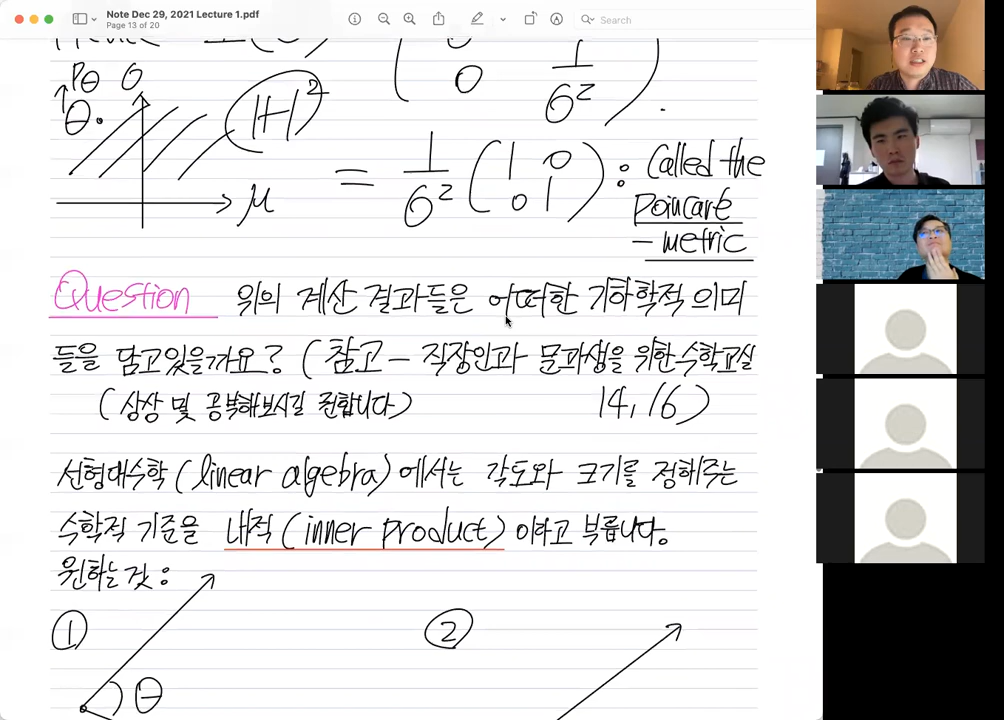 Note Dec 29, 2021 Lecture 1.pdf
Page 13 of 20
Search
0
0 1/σ²
Pθ σ
θ. |H|²
= 1/σ² (1 0
0 1) : Called the
μ
Poincaré
- metric
Question 위의 계산 결과들은 어떠한 기하학적 의미
들을 담고있을까요? (참고 - 직장인과 문과생을 위한 수학교실
(상상 및 공부해보시길 권합니다) 14, 16)
선형대수학(linear algebra)에서는 각도와 크기를 정해주는
수학적 기준을 내적(inner product)이라고 부릅니다.
원하는것:
① ②
θ